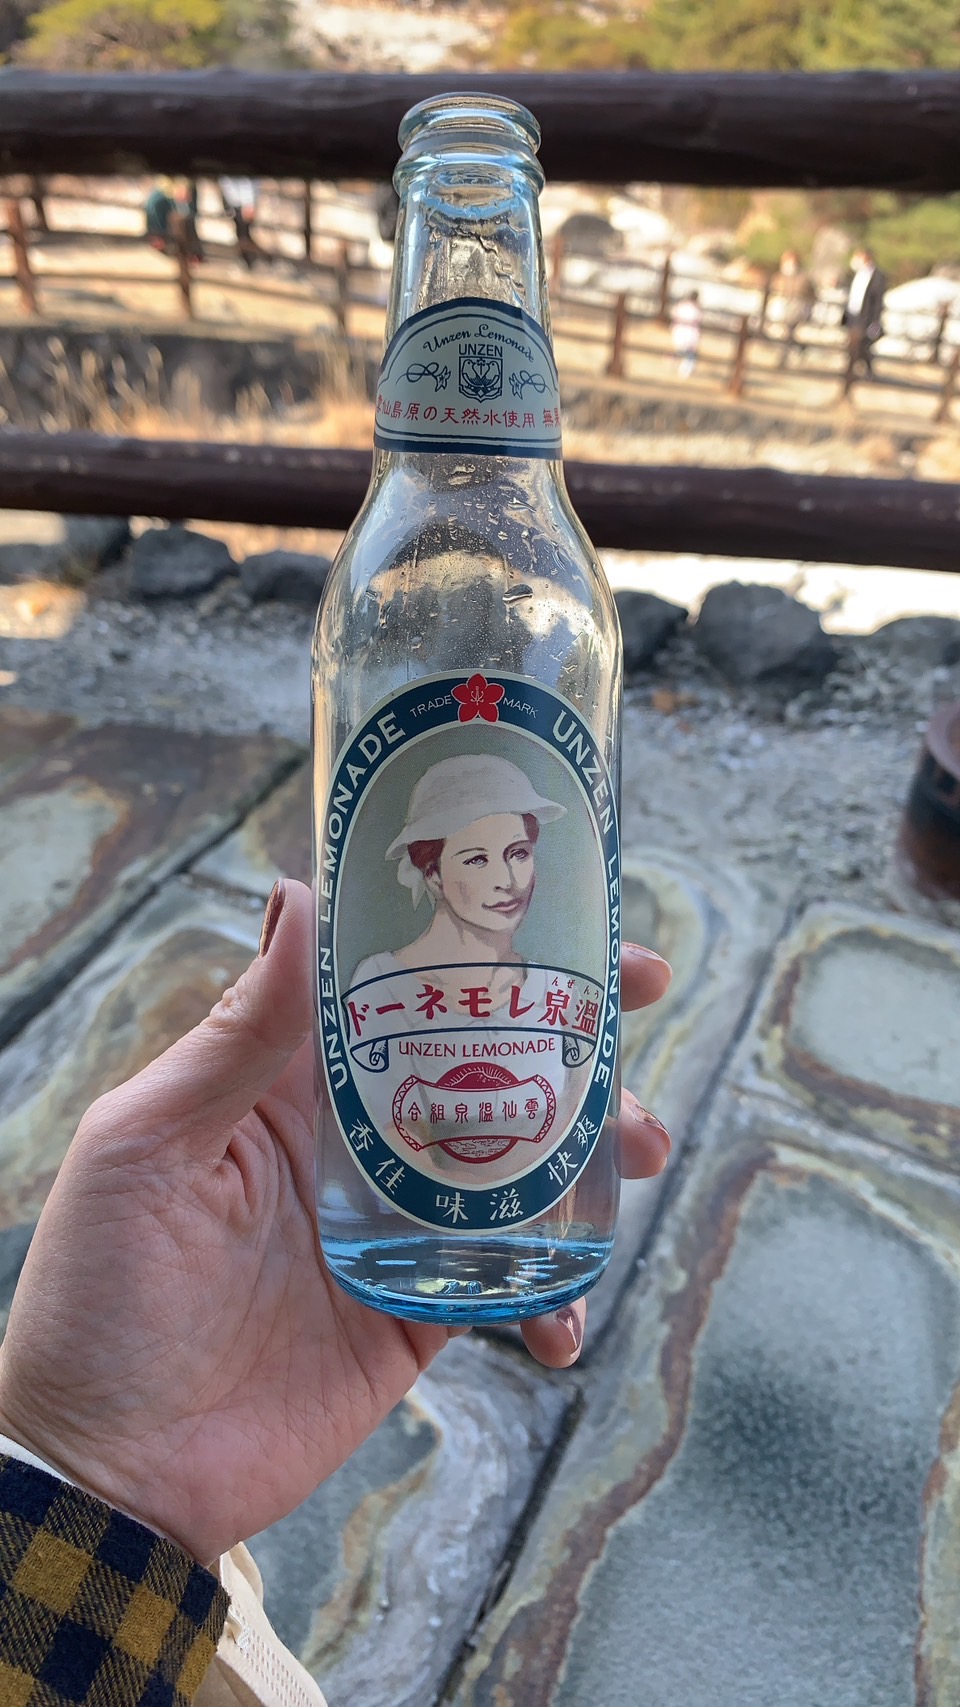 Unzen Lemonade
UNZEN
雲仙島原の天然水使用 無
TRADE MARK
UNZEN LEMONADE
UNZEN LEMONADE
うんぜん
溫泉レモネード
UNZEN LEMONADE
雲仙溫泉組合
爽快 滋味 佳香